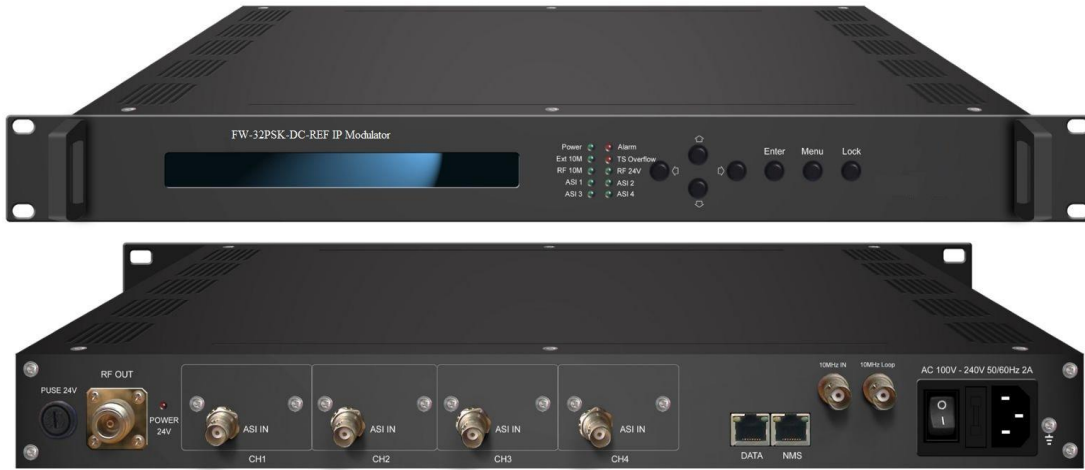 FW-32PSK-DC-REF IP Modulator
Power Alarm
Ext 10M TS Overflow
RF 10M RF 24V
ASI 1 ASI 2
ASI 3 ASI 4
Enter Menu Lock
PUSE 24V
RF OUT
POWER
24V
ASI IN
CH1
ASI IN
CH2
ASI IN
CH3
ASI IN
CH4
DATA
NMS
10MHz IN
10MHz Loop
AC 100V - 240V 50/60Hz 2A
O
I